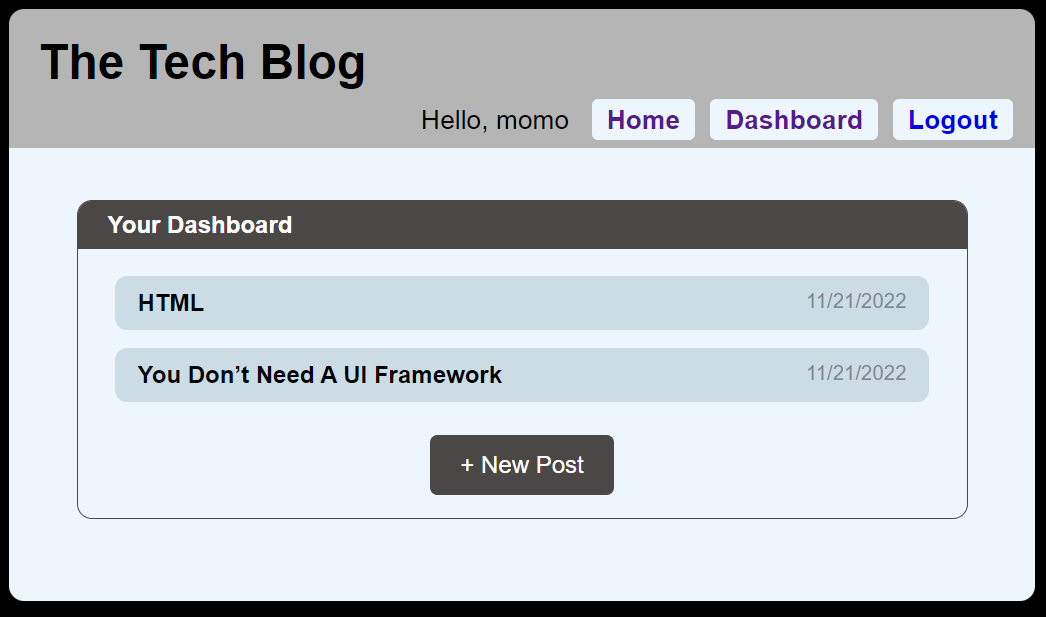 The Tech Blog
Hello, momo Home Dashboard Logout
Your Dashboard
HTML 11/21/2022
You Don’t Need A UI Framework 11/21/2022
+ New Post